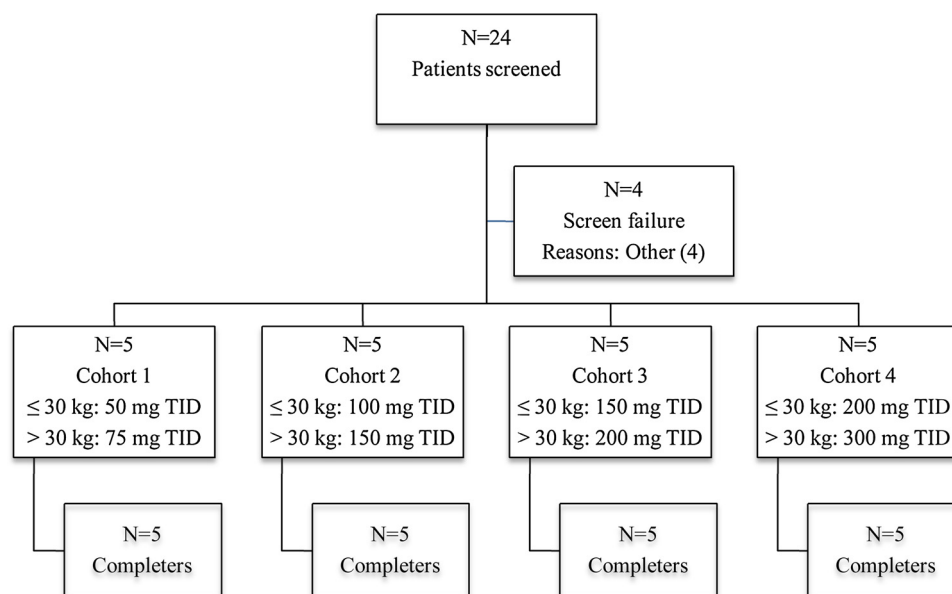 N=24
Patients screened
N=4
Screen failure
Reasons: Other (4)
N=5
Cohort 1
≤ 30 kg: 50 mg TID
> 30 kg: 75 mg TID
N=5
Cohort 2
≤ 30 kg: 100 mg TID
> 30 kg: 150 mg TID
N=5
Cohort 3
≤ 30 kg: 150 mg TID
> 30 kg: 200 mg TID
N=5
Cohort 4
≤ 30 kg: 200 mg TID
> 30 kg: 300 mg TID
N=5
Completers
N=5
Completers
N=5
Completers
N=5
Completers